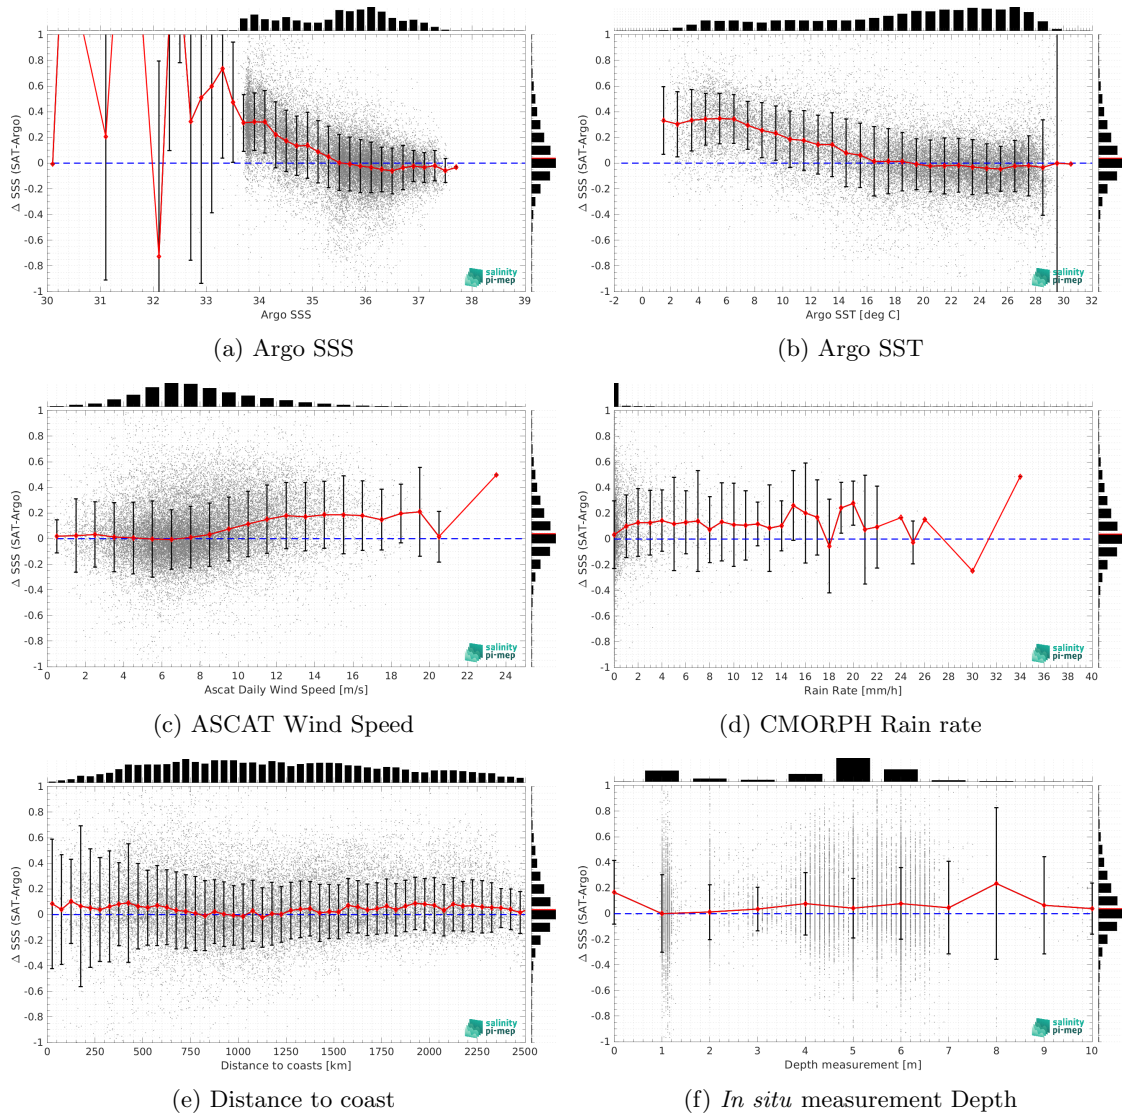 1
0.8
0.6
0.4
0.2
0
-0.2
-0.4
-0.6
-0.8
-1
Δ SSS (SAT-Argo)
30 31 32 33 34 35 36 37 38 39
Argo SSS
salinity
pi-mep
(a) Argo SSS
1
0.8
0.6
0.4
0.2
0
-0.2
-0.4
-0.6
-0.8
-1
Δ SSS (SAT-Argo)
-2 0 2 4 6 8 10 12 14 16 18 20 22 24 26 28 30 32
Argo SST [deg C]
salinity
pi-mep
(b) Argo SST
1
0.8
0.6
0.4
0.2
0
-0.2
-0.4
-0.6
-0.8
-1
Δ SSS (SAT-Argo)
0 2 4 6 8 10 12 14 16 18 20 22 24
Ascat Daily Wind Speed [m/s]
salinity
pi-mep
(c) ASCAT Wind Speed
1
0.8
0.6
0.4
0.2
0
-0.2
-0.4
-0.6
-0.8
-1
Δ SSS (SAT-Argo)
0 2 4 6 8 10 12 14 16 18 20 22 24 26 28 30 32 34 36 38 40
Rain Rate [mm/h]
salinity
pi-mep
(d) CMORPH Rain rate
1
0.8
0.6
0.4
0.2
0
-0.2
-0.4
-0.6
-0.8
-1
Δ SSS (SAT-Argo)
0 250 500 750 1000 1250 1500 1750 2000 2250 2500
Distance to coasts [km]
salinity
pi-mep
(e) Distance to coast
1
0.8
0.6
0.4
0.2
0
-0.2
-0.4
-0.6
-0.8
-1
Δ SSS (SAT-Argo)
0 1 2 3 4 5 6 7 8 9 10
Depth measurement [m]
salinity
pi-mep
(f) In situ measurement Depth